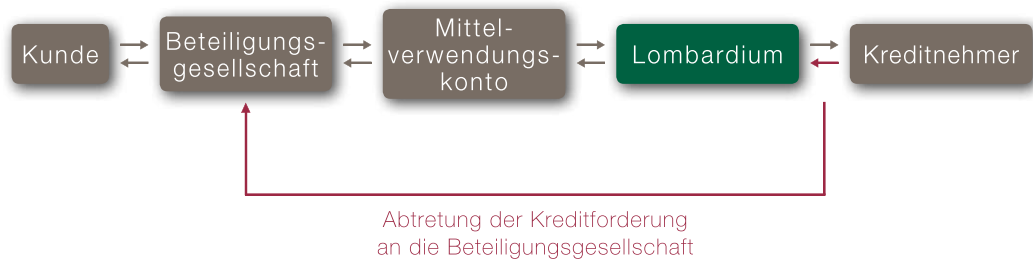 Kunde
Beteiligungs-
gesellschaft
Mittel-
verwendungs-
konto
Lombardium
Kreditnehmer
Abtretung der Kreditforderung
an die Beteiligungsgesellschaft